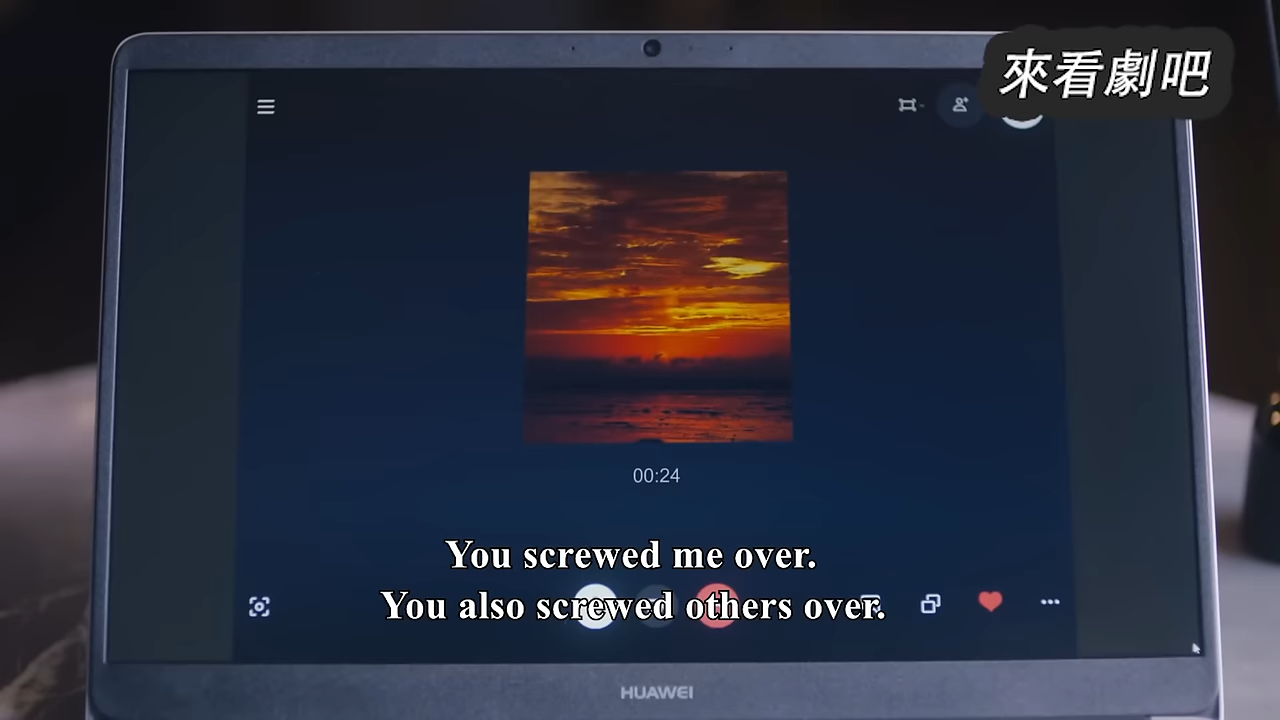 來看劇吧
00:24
You screwed me over.
You also screwed others over.
HUAWEI